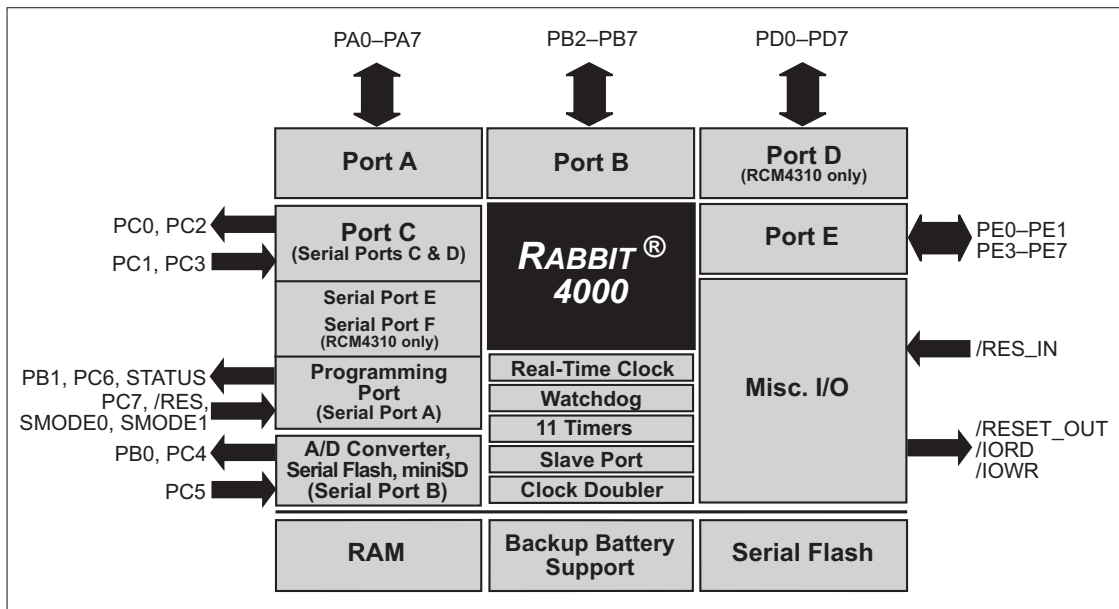 PA0–PA7
PB2–PB7
PD0–PD7
Port A
Port B
Port D
(RCM4310 only)
PC0, PC2
PC1, PC3
Port C
(Serial Ports C & D)
RABBIT ®
4000
Port E
PE0–PE1
PE3–PE7
Serial Port E
Serial Port F
(RCM4310 only)
PB1, PC6, STATUS
PC7, /RES,
SMODE0, SMODE1
Programming
Port
(Serial Port A)
Real-Time Clock
Watchdog
11 Timers
Slave Port
Clock Doubler
Misc. I/O
/RES_IN
/RESET_OUT
/IORD
/IOWR
PB0, PC4
PC5
A/D Converter,
Serial Flash, miniSD
(Serial Port B)
RAM
Backup Battery
Support
Serial Flash